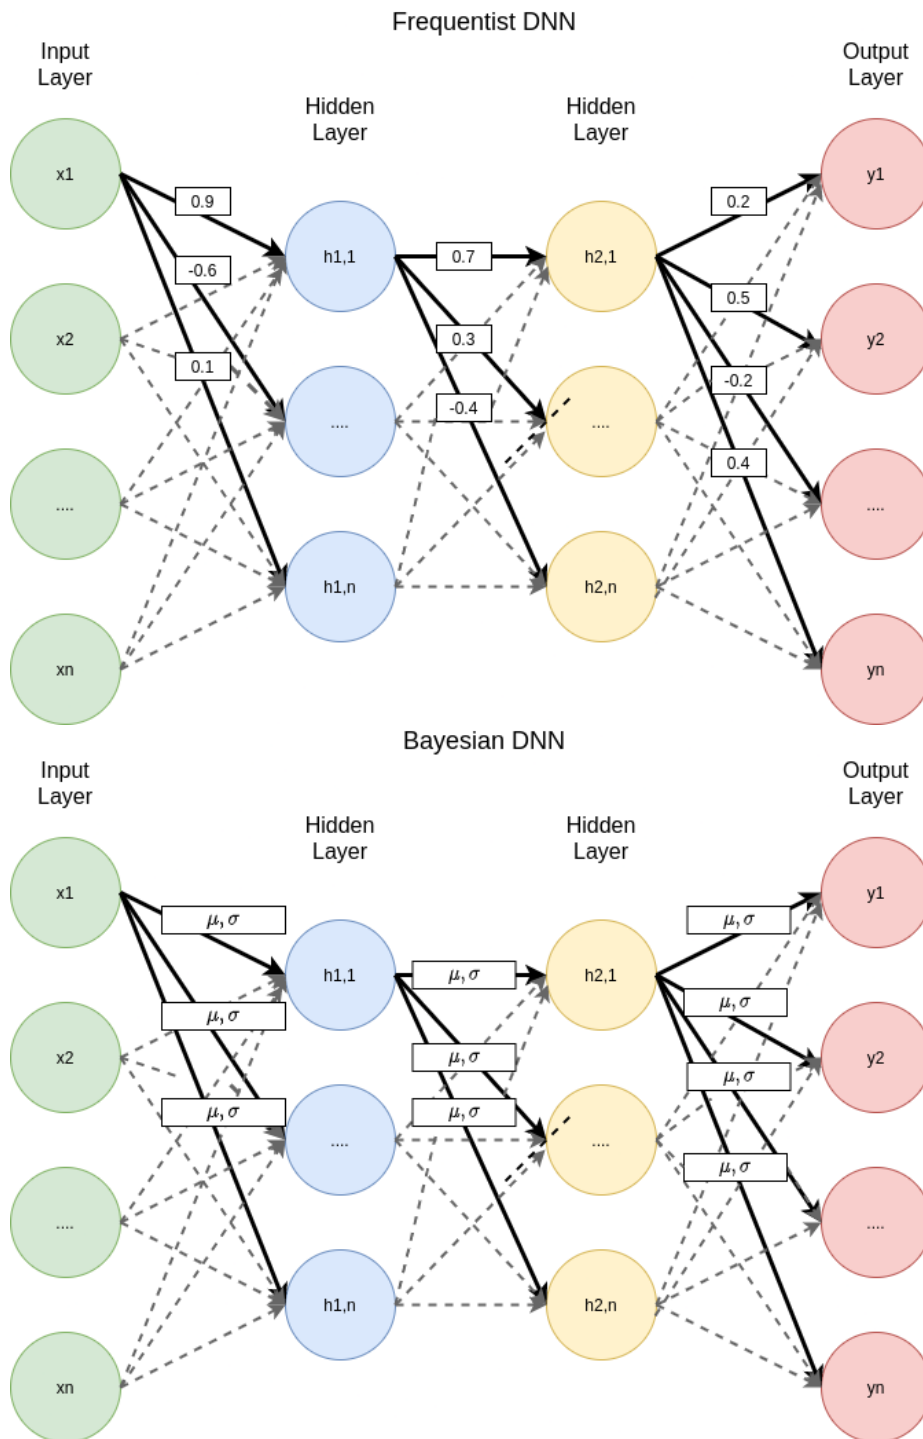 Frequentist DNN
Input
Layer
Output
Layer
Hidden
Layer
Hidden
Layer
x1
y1
0.9
0.2
h1,1
0.7
h2,1
-0.6
0.5
x2
0.3
y2
0.1
-0.2
-0.4
....
....
0.4
....
....
h1,n
h2,n
xn
yn
Bayesian DNN
Input
Layer
Output
Layer
Hidden
Layer
Hidden
Layer
x1
y1
μ, σ
μ, σ
h1,1
μ, σ
h2,1
μ, σ
μ, σ
x2
μ, σ
y2
μ, σ
μ, σ
μ, σ
....
....
μ, σ
....
....
h1,n
h2,n
xn
yn